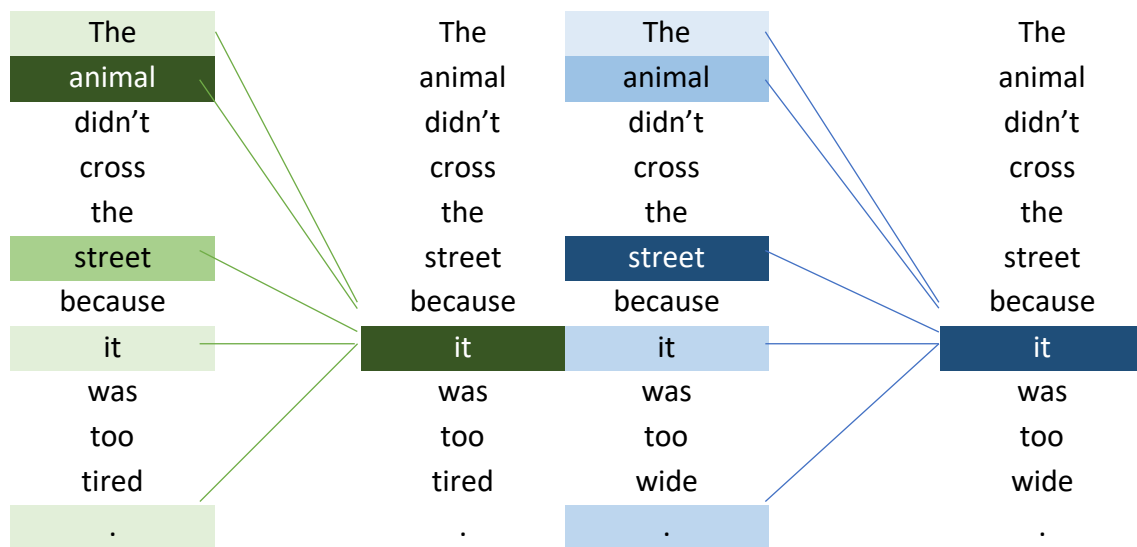 The The The The
animal animal animal animal
didn’t didn’t didn’t didn’t
cross cross cross cross
the the the the
street street street street
because because because because
it it it it
was was was was
too too too too
tired tired wide wide
. . . .